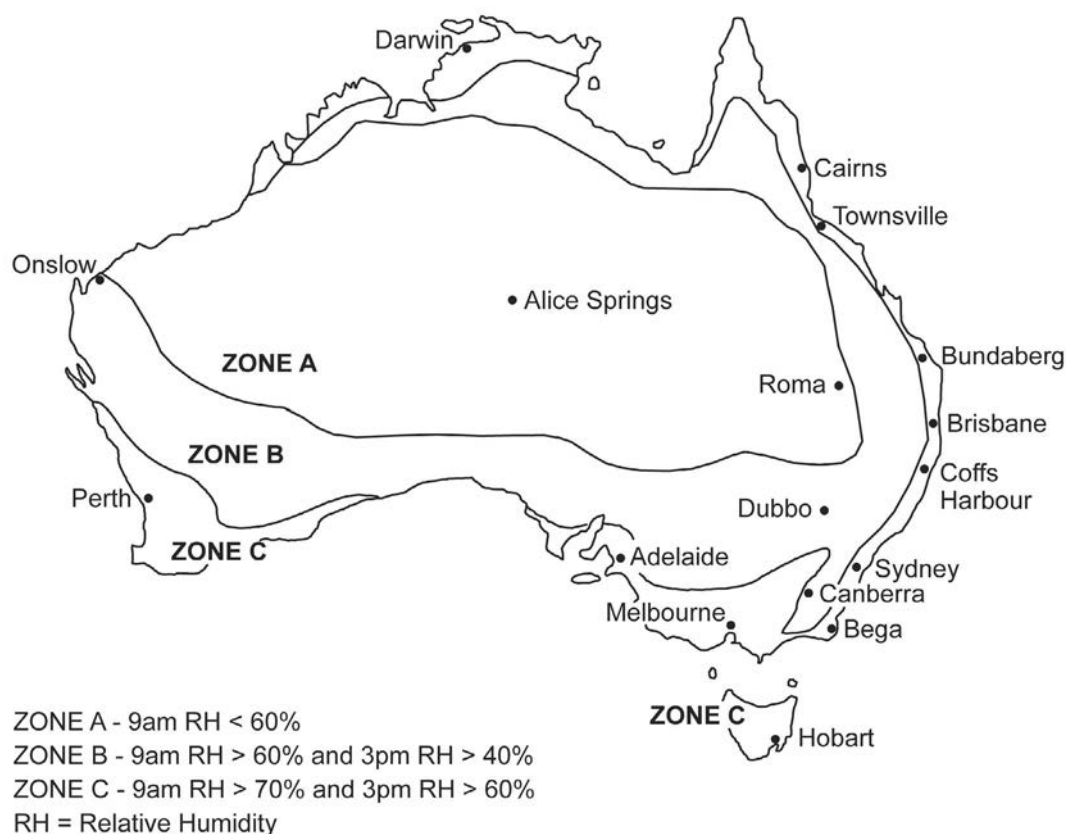 Darwin
Cairns
Townsville
Onslow
Alice Springs
ZONE A
Bundaberg
Roma
Brisbane
ZONE B
Coffs
Harbour
Perth
Dubbo
ZONE C
Adelaide
Sydney
Canberra
Melbourne
Bega
ZONE C
Hobart
ZONE A - 9am RH < 60%
ZONE B - 9am RH > 60% and 3pm RH > 40%
ZONE C - 9am RH > 70% and 3pm RH > 60%
RH = Relative Humidity